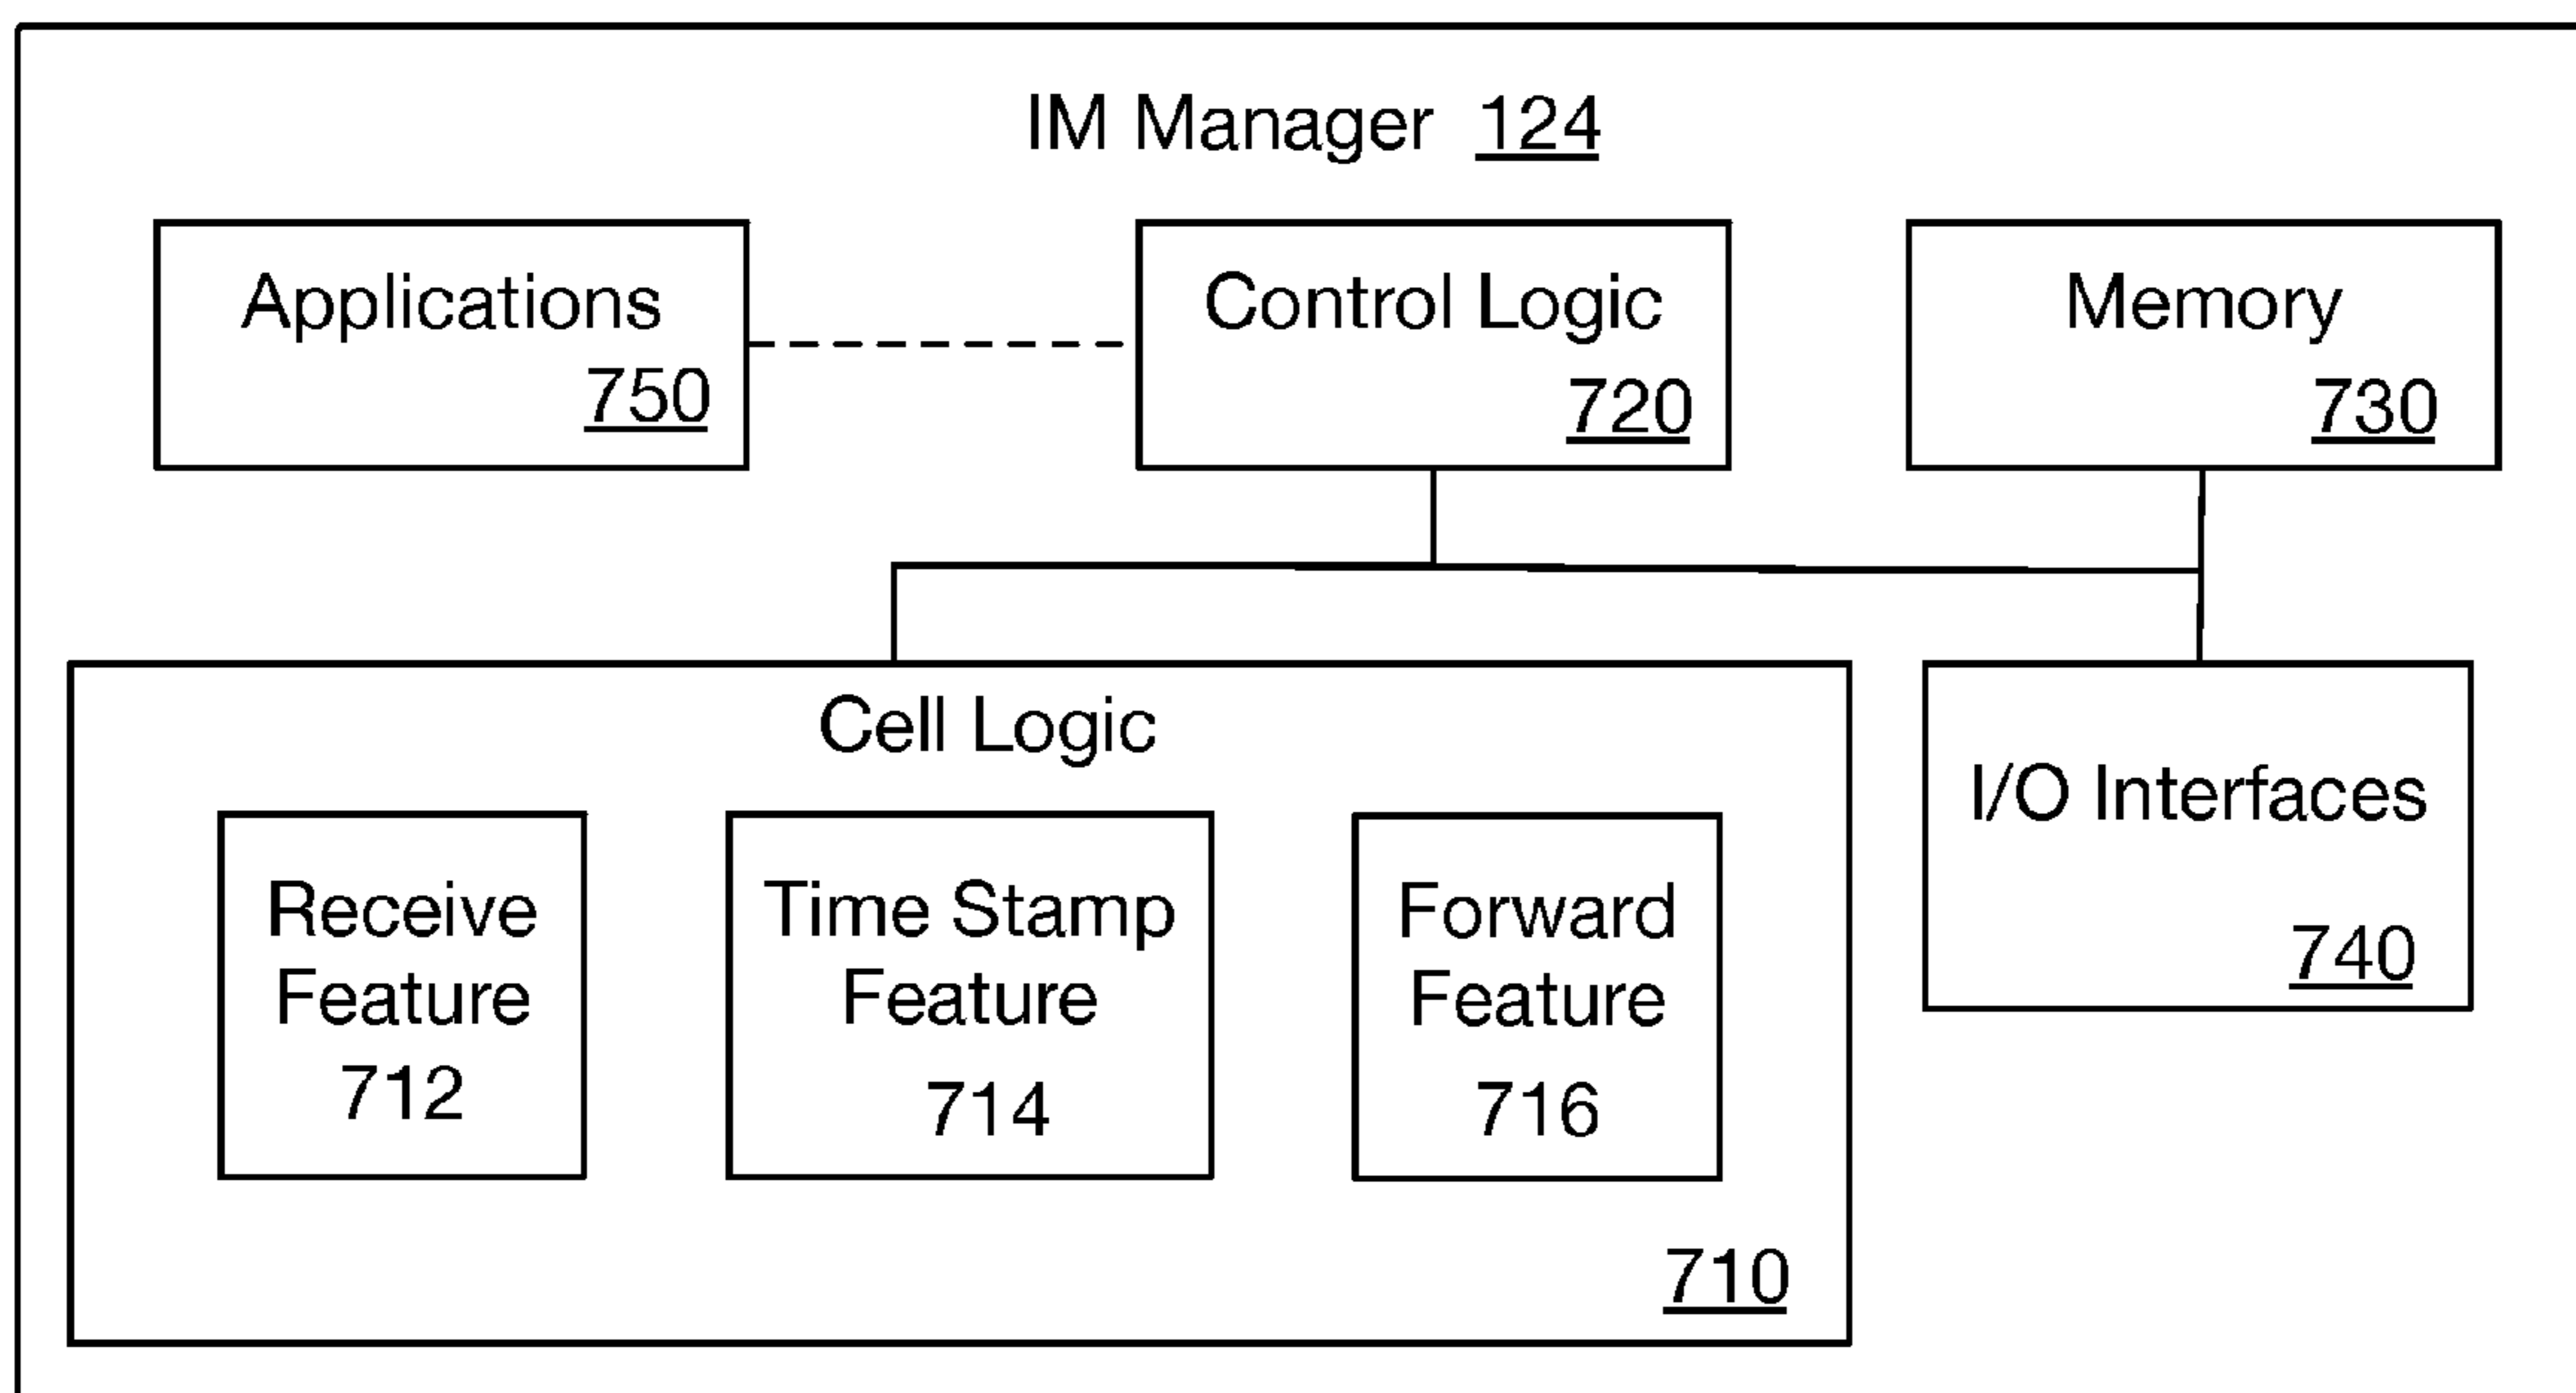 IM Manager 124
Applications
750
Control Logic
720
Memory
730
Cell Logic
Receive
Feature
712
Time Stamp
Feature
714
Forward
Feature
716
710
I/O Interfaces
740